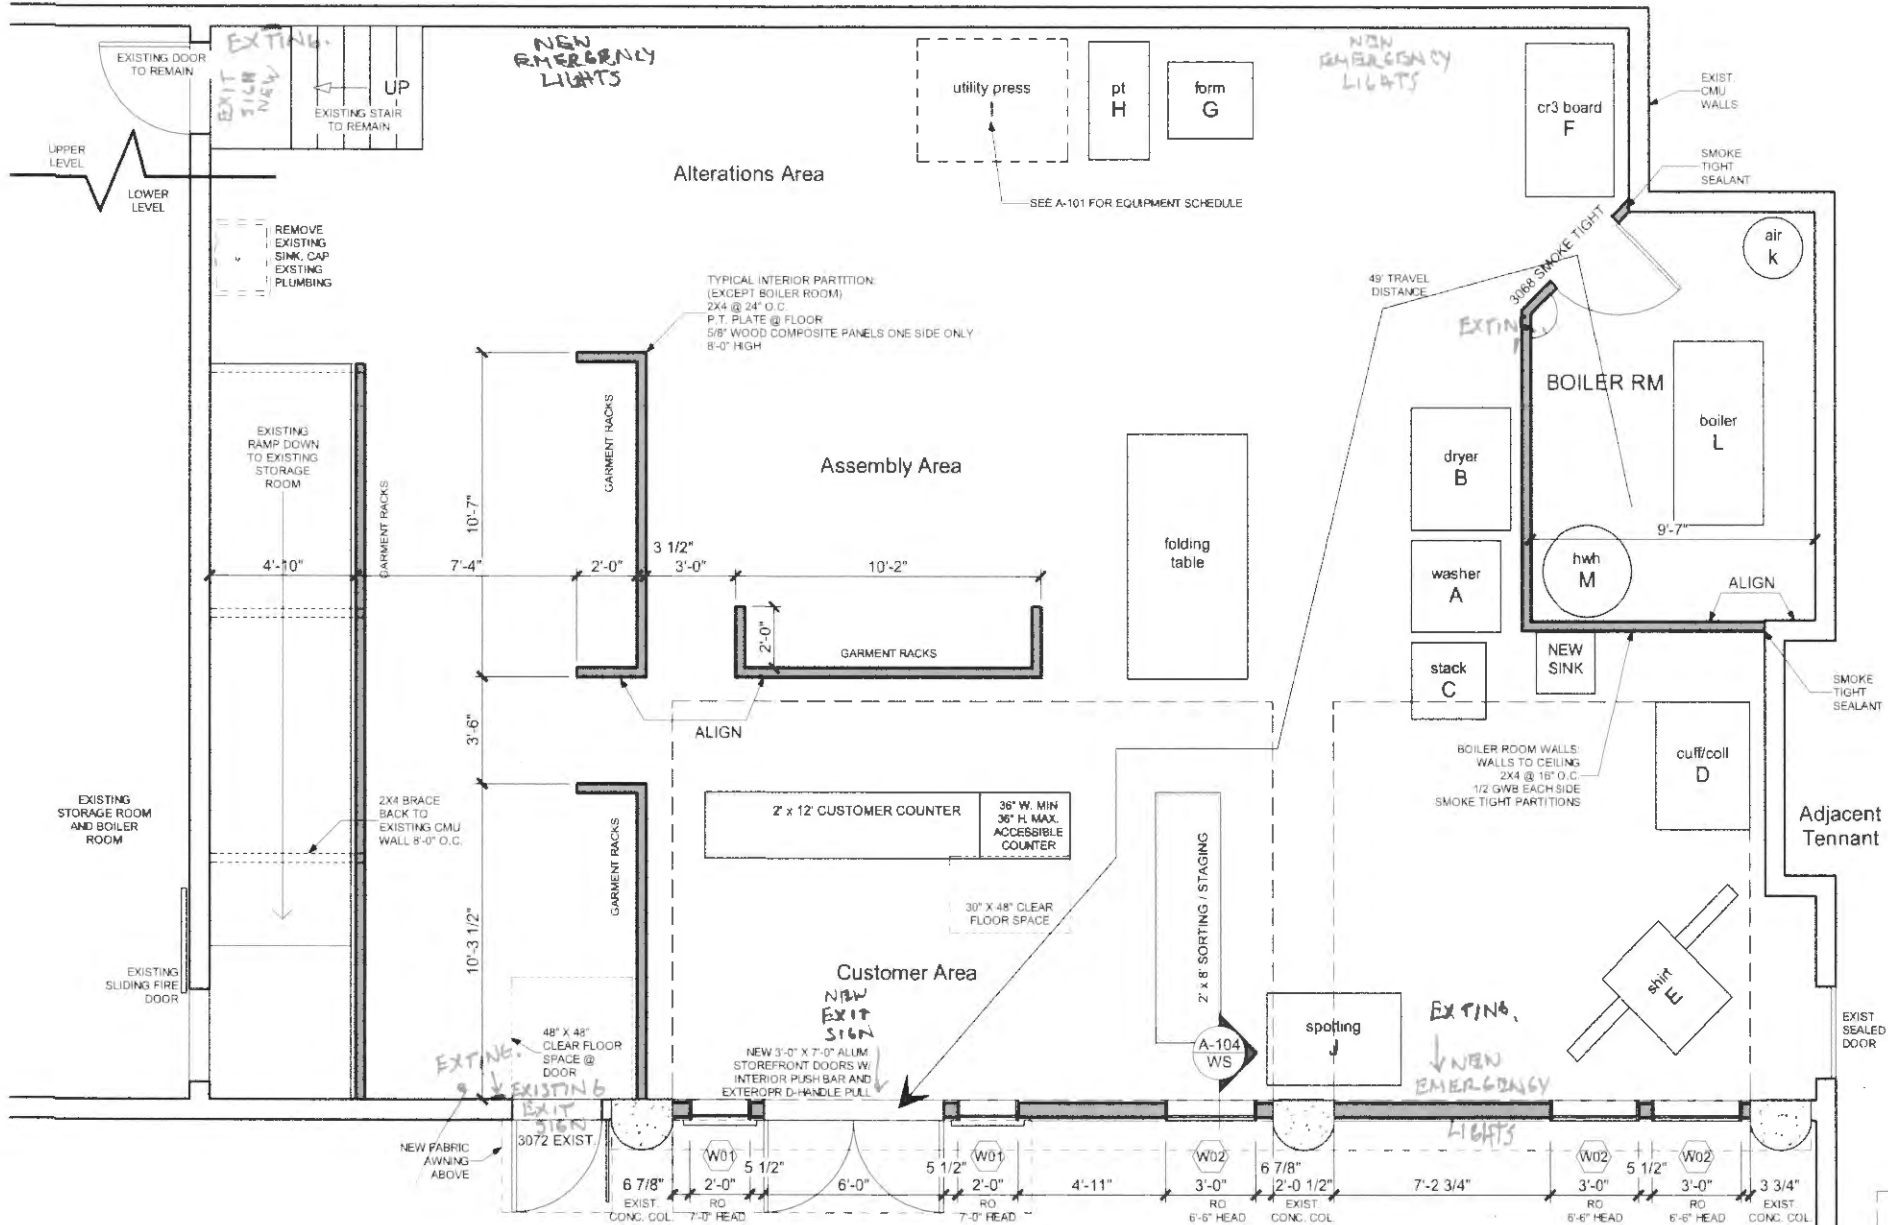 EXISTING DOOR
TO REMAIN
EXTING.
EXIT
SIGN
NEW
UP
EXISTING STAIR
TO REMAIN
NEW
EMERGENCY
LIGHTS
utility press
I
pt
H
form
G
NEW
EMERGENCY
LIGHTS
cr3 board
F
EXIST.
CMU
WALLS
UPPER
LEVEL
LOWER
LEVEL
Alterations Area
SEE A-101 FOR EQUIPMENT SCHEDULE
SMOKE
TIGHT
SEALANT
REMOVE
EXISTING
SINK, CAP
EXSTING
PLUMBING
TYPICAL INTERIOR PARTITION:
(EXCEPT BOILER ROOM)
2X4 @ 24" O.C.
P.T. PLATE @ FLOOR
5/8" WOOD COMPOSITE PANELS ONE SIDE ONLY
8'-0" HIGH
49' TRAVEL
DISTANCE
3068 SMOKE TIGHT
air
k
EXTING.
BOILER RM
boiler
L
EXISTING
RAMP DOWN
TO EXISTING
STORAGE
ROOM
GARMENT RACKS
10'-7"
GARMENT RACKS
Assembly Area
folding
table
dryer
B
washer
A
stack
C
hwh
M
9'-7"
ALIGN
NEW
SINK
4'-10"
7'-4"
2'-0"
3 1/2"
3'-0"
10'-2"
2'-0"
GARMENT RACKS
3'-6"
ALIGN
SMOKE
TIGHT
SEALANT
BOILER ROOM WALLS:
WALLS TO CEILING
2X4 @ 16" O.C.
1/2 GWB EACH SIDE
SMOKE TIGHT PARTITIONS
cuff/coll
D
EXISTING
STORAGE ROOM
AND BOILER
ROOM
2X4 BRACE
BACK TO
EXISTING CMU
WALL 8'-0" O.C.
2' x 12' CUSTOMER COUNTER
36" W. MIN
36" H. MAX.
ACCESSIBLE
COUNTER
Adjacent
Tennant
GARMENT RACKS
10'-3 1/2"
30" X 48" CLEAR
FLOOR SPACE
2' x 8' SORTING / STAGING
EXISTING
SLIDING FIRE
DOOR
Customer Area
NEW
EXIT
SIGN
shirt
E
48" X 48"
CLEAR FLOOR
SPACE @
DOOR
NEW 3'-0" X 7'-0" ALUM
STOREFRONT DOORS W/
INTERIOR PUSH BAR AND
EXTEROPR D-HANDLE PULL
A-104
WS
spotting
J
EXTING.
NEW
EMERGENCY
LIGHTS
EXIST
SEALED
DOOR
EXTING.
EXISTING
EXIT
SIGN
3072 EXIST.
NEW FABRIC
AWNING
ABOVE
W01
W01
W02
W02
W02
6 7/8"
2'-0"
5 1/2"
6'-0"
5 1/2"
2'-0"
4'-11"
3'-0"
6 7/8"
2'-0 1/2"
7'-2 3/4"
3'-0"
5 1/2"
3'-0"
3 3/4"
EXIST
CONC. COL.
RO
7'-0" HEAD
RO
7'-0" HEAD
RO
6'-6" HEAD
EXIST
CONC. COL.
RO
6'-6" HEAD
RO
6'-6" HEAD
EXIST
CONC. COL.